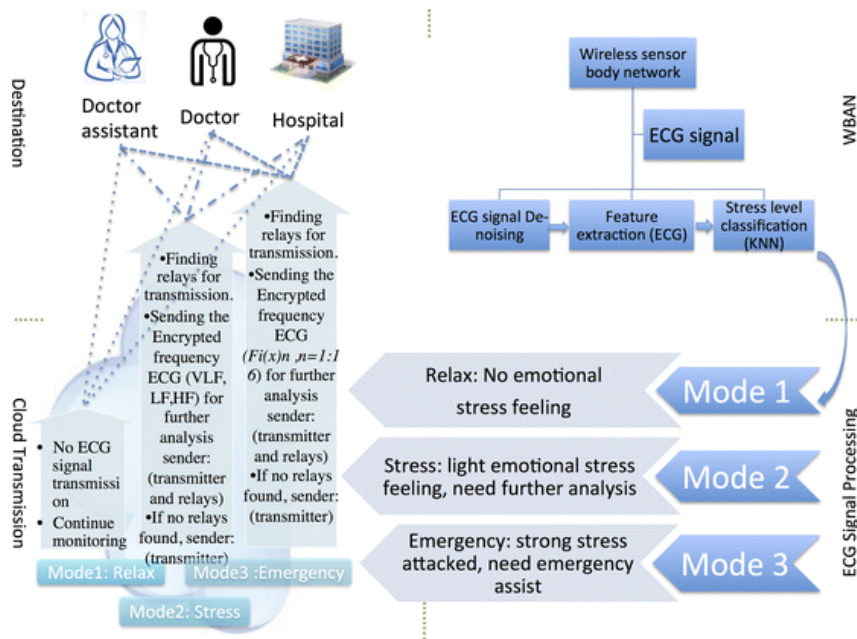 Destination
Doctor
assistant
Doctor
Hospital
•Finding
relays for
transmission.
•Sending the
Encrypted
frequency
ECG
(Fi(x)n ,n=1:1
6) for further
analysis
sender:
(transmitter
and relays)
•If no relays
found, sender:
(transmitter)
•Finding
relays for
transmission.
•Sending the
Encrypted
frequency
ECG (VLF,
LF,HF) for
further
analysis
sender:
(transmitter
and relays)
•If no relays
found, sender:
(transmitter)
Cloud Transmission
• No ECG
signal
transmissi
on
• Continue
monitoring
Mode1: Relax
Mode3 :Emergency
Mode2: Stress
Wireless sensor
body network
ECG signal
ECG signal De-
noising
Feature
extraction (ECG)
Stress level
classification
(KNN)
WBAN
Relax: No emotional
stress feeling
Mode 1
Stress: light emotional stress
feeling, need further analysis
Mode 2
Emergency: strong stress
attacked, need emergency
assist
Mode 3
ECG Signal Processing